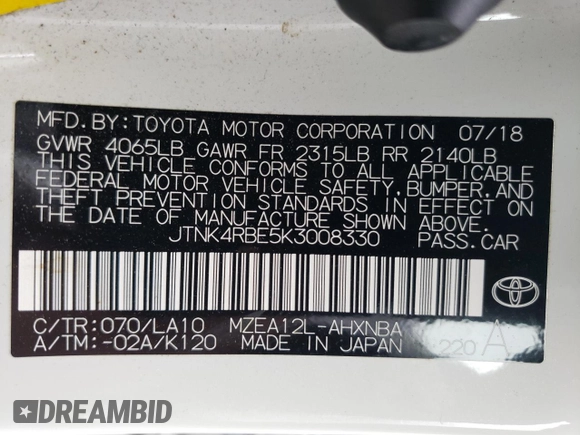 MFD.BY:TOYOTA MOTOR CORPORATION 07/18
GVWR 4065LB GAWR FR 2315LB RR 2140LB
THIS VEHICLE CONFORMS TO ALL APPLICABLE
FEDERAL MOTOR VEHICLE SAFETY, BUMPER, AND
THEFT PREVENTION STANDARDS IN EFFECT ON
THE DATE OF MANUFACTURE SHOWN ABOVE.
JTNK4RBE5K3008330 PASS.CAR
C/TR:070/LA10 MZEA12L-AHXNBA
A/TM:-02A/K120 MADE IN JAPAN 220 A
DREAMBID